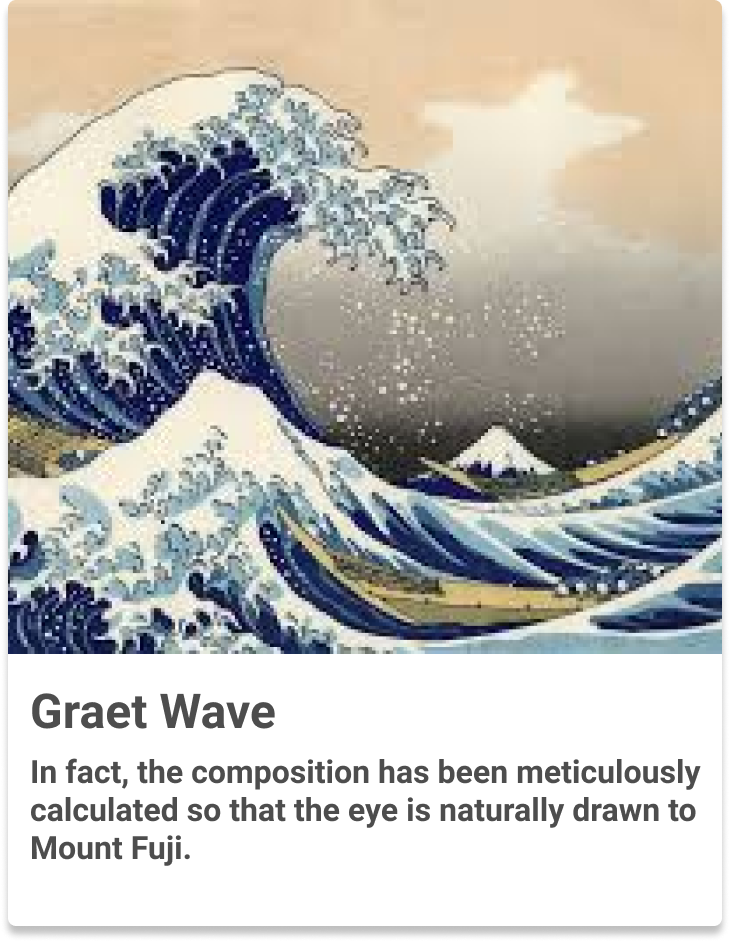 Graet Wave
In fact, the composition has been meticulously
calculated so that the eye is naturally drawn to
Mount Fuji.